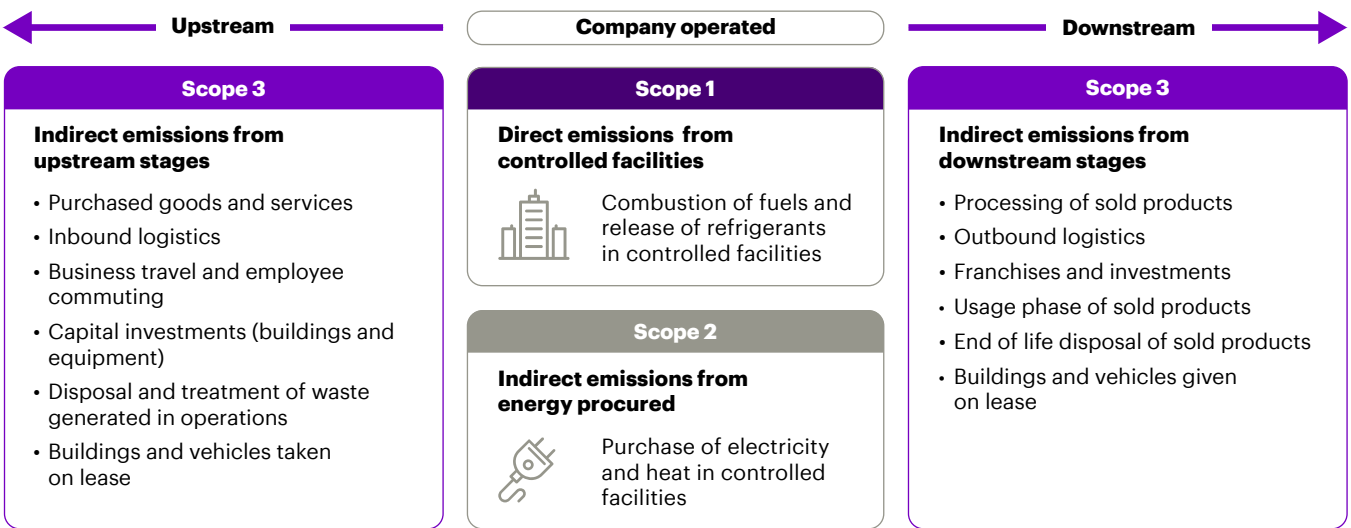 Upstream
Company operated
Downstream
Scope 3
Indirect emissions from
upstream stages
• Purchased goods and services
• Inbound logistics
• Business travel and employee
commuting
• Capital investments (buildings and
equipment)
• Disposal and treatment of waste
generated in operations
• Buildings and vehicles taken
on lease
Scope 1
Direct emissions from
controlled facilities
Combustion of fuels and
release of refrigerants
in controlled facilities
Scope 2
Indirect emissions from
energy procured
Purchase of electricity
and heat in controlled
facilities
Scope 3
Indirect emissions from
downstream stages
• Processing of sold products
• Outbound logistics
• Franchises and investments
• Usage phase of sold products
• End of life disposal of sold products
• Buildings and vehicles given
on lease